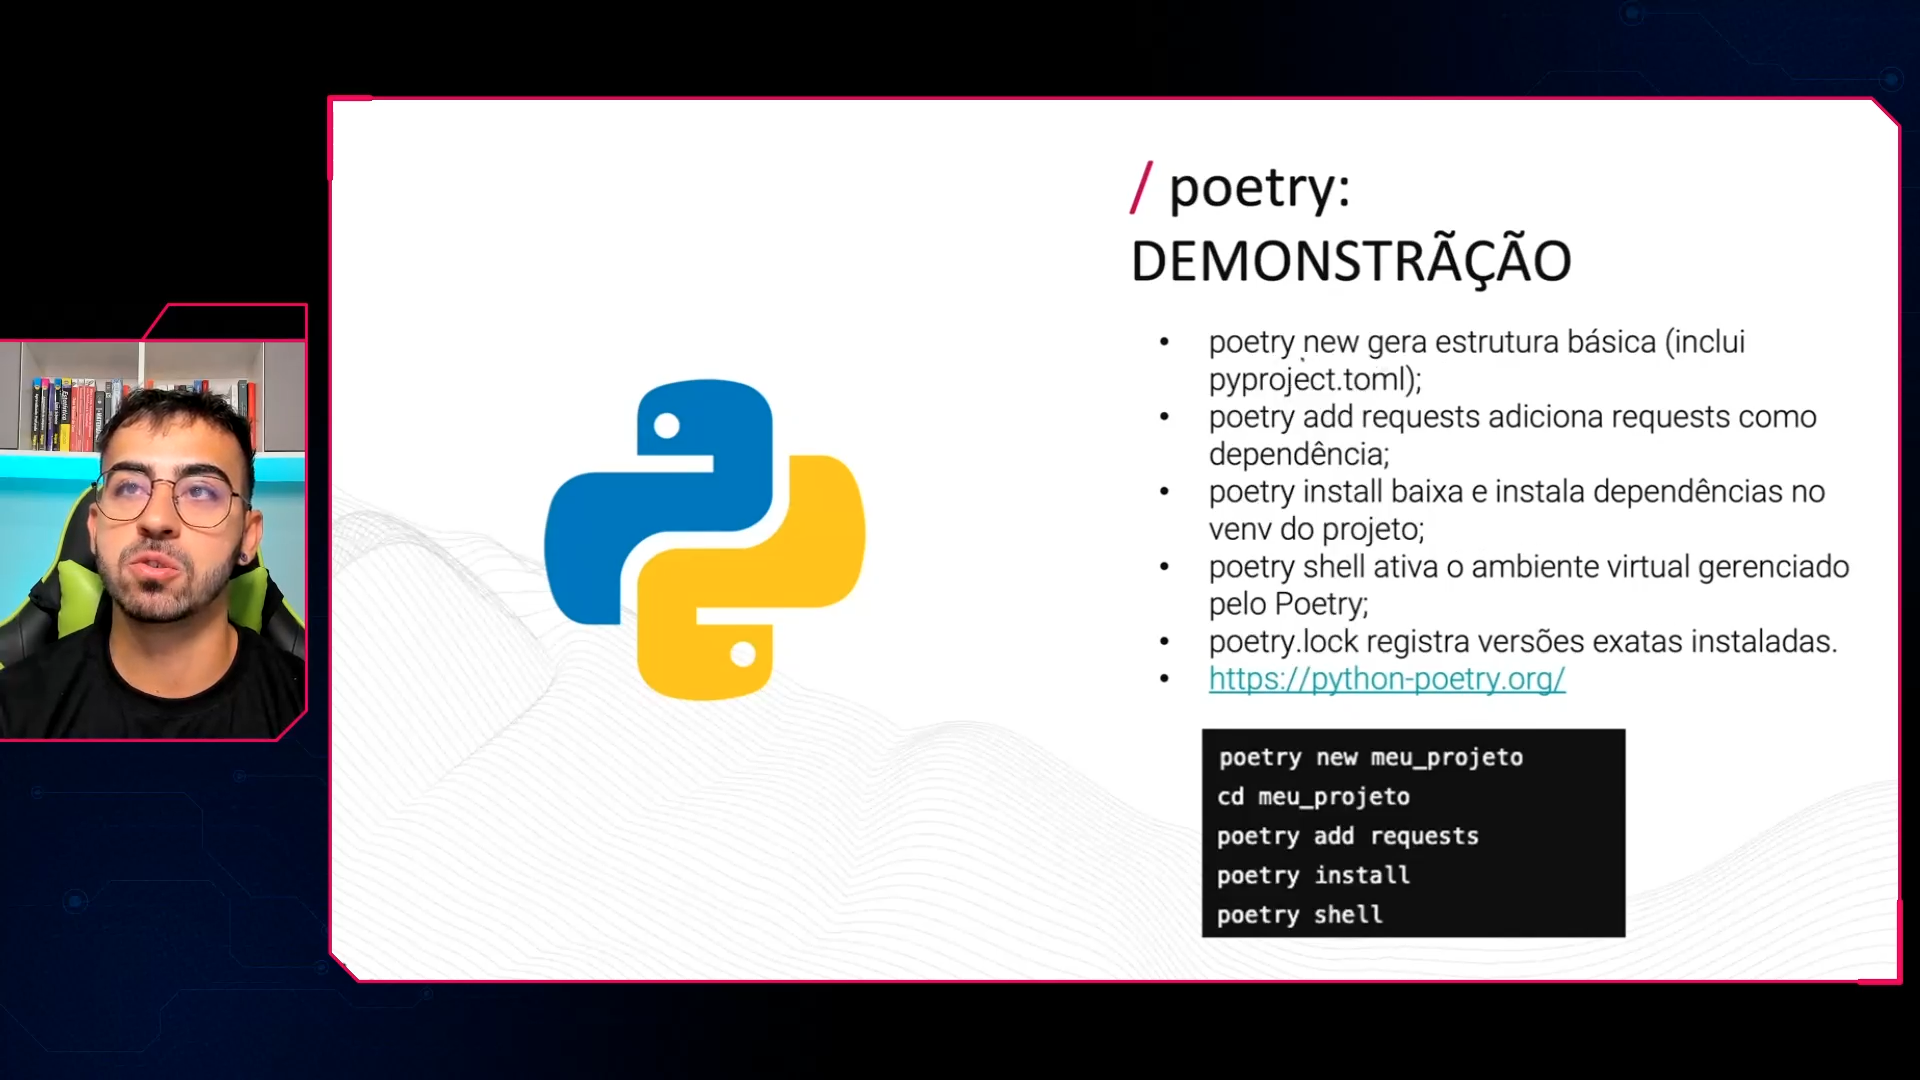 / poetry:
DEMONSTRÃÇÃO
• poetry new gera estrutura básica (inclui
pyproject.toml);
• poetry add requests adiciona requests como
dependência;
• poetry install baixa e instala dependências no
venv do projeto;
• poetry shell ativa o ambiente virtual gerenciado
pelo Poetry;
• poetry.lock registra versões exatas instaladas.
• https://python-poetry.org/
poetry new meu_projeto
cd meu_projeto
poetry add requests
poetry install
poetry shell